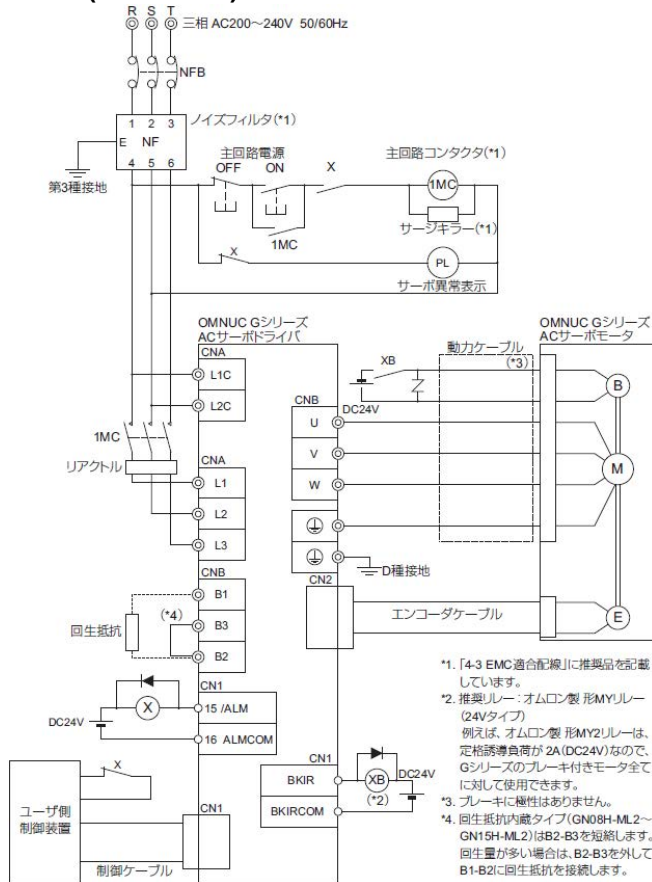 R S T
三相 AC200～240V 50/60Hz
NFB
1 2 3
ノイズフィルタ(*1)
E NF
4 5 6
第3種接地
主回路電源
OFF ON X
主回路コンタクタ(*1)
1MC
1MC
サージキラー(*1)
X
PL
サーボ異常表示
OMNUC Gシリーズ
ACサーボドライバ
OMNUC Gシリーズ
ACサーボモータ
CNA
L1C
L2C
動力ケーブル
(*3)
XB
DC24V
B
CNB
U
V
W
M
1MC
リアクトル
CNA
L1
L2
L3
D種接地
CNB
B1
B3
B2
(*4)
回生抵抗
CN2
エンコーダケーブル
E
CN1
X
15 /ALM
DC24V
16 ALMCOM
CN1
BKIR
XB
DC24V
(*2)
BKIRCOM
X
ユーザ側
制御装置
CN1
制御ケーブル
*1. 「4-3 EMC適合配線」に推奨品を記載
しています。
*2. 推奨リレー：オムロン製 形MYリレー
(24Vタイプ)
例えば、オムロン製 形MY2リレーは、
定格誘導負荷が 2A(DC24V)なので、
Gシリーズのブレーキ付きモータ全て
に対して使用できます。
*3. ブレーキに極性はありません。
*4. 回生抵抗内蔵タイプ(GN08H-ML2～
GN15H-ML2)はB2-B3を短絡します。
回生量が多い場合は、B2-B3を外して
B1-B2に回生抵抗を接続します。